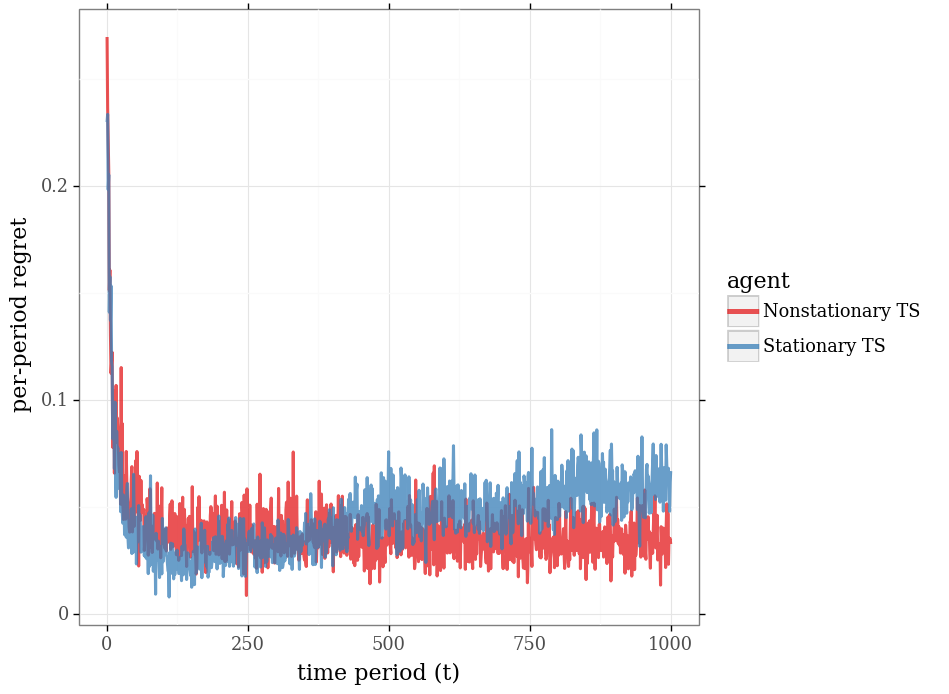 per-period regret
0.2
0.1
0
0
250
500
750
1000
time period (t)
agent
Nonstationary TS
Stationary TS